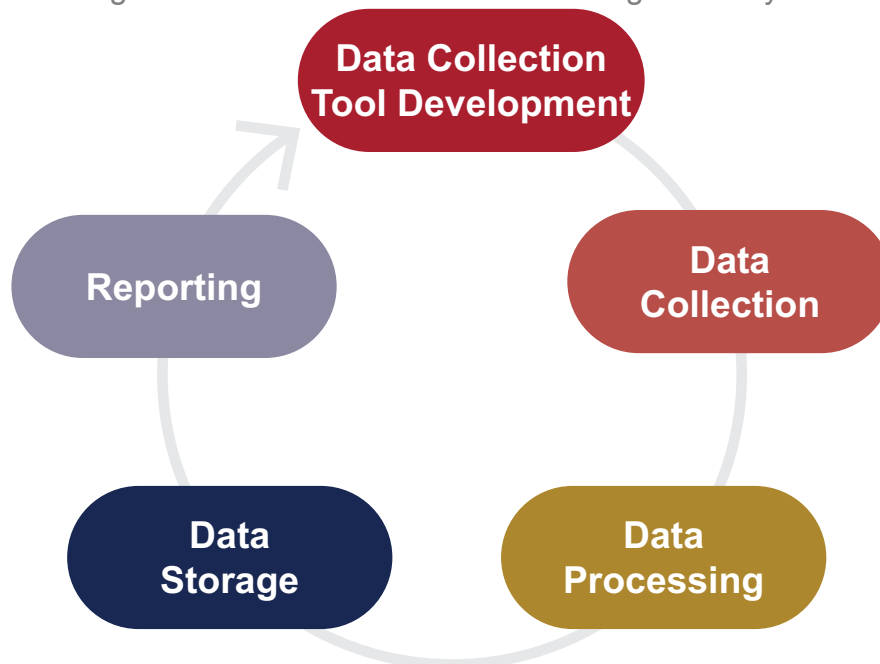 Data Collection
Tool Development
Data
Collection
Data
Processing
Data
Storage
Reporting